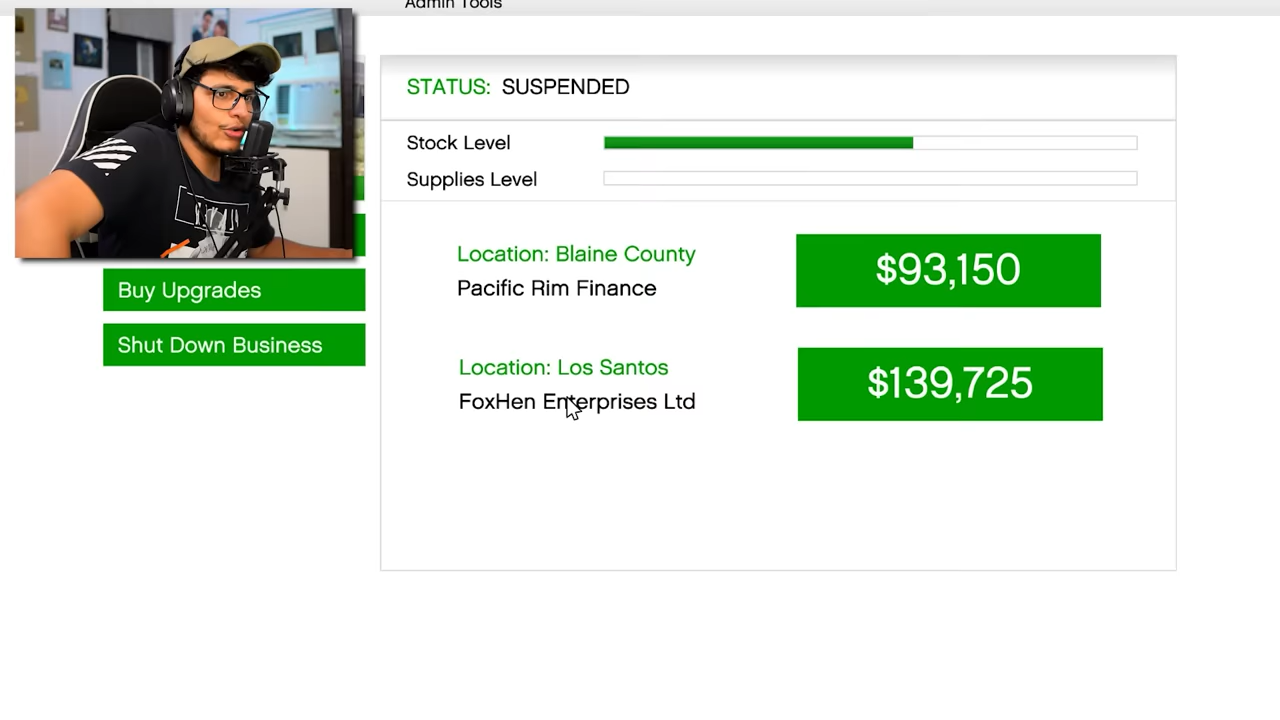 Admin Tools
STATUS: SUSPENDED
Stock Level
Supplies Level
Location: Blaine County
Pacific Rim Finance
$93,150
Location: Los Santos
FoxHen Enterprises Ltd
$139,725
Buy Upgrades
Shut Down Business